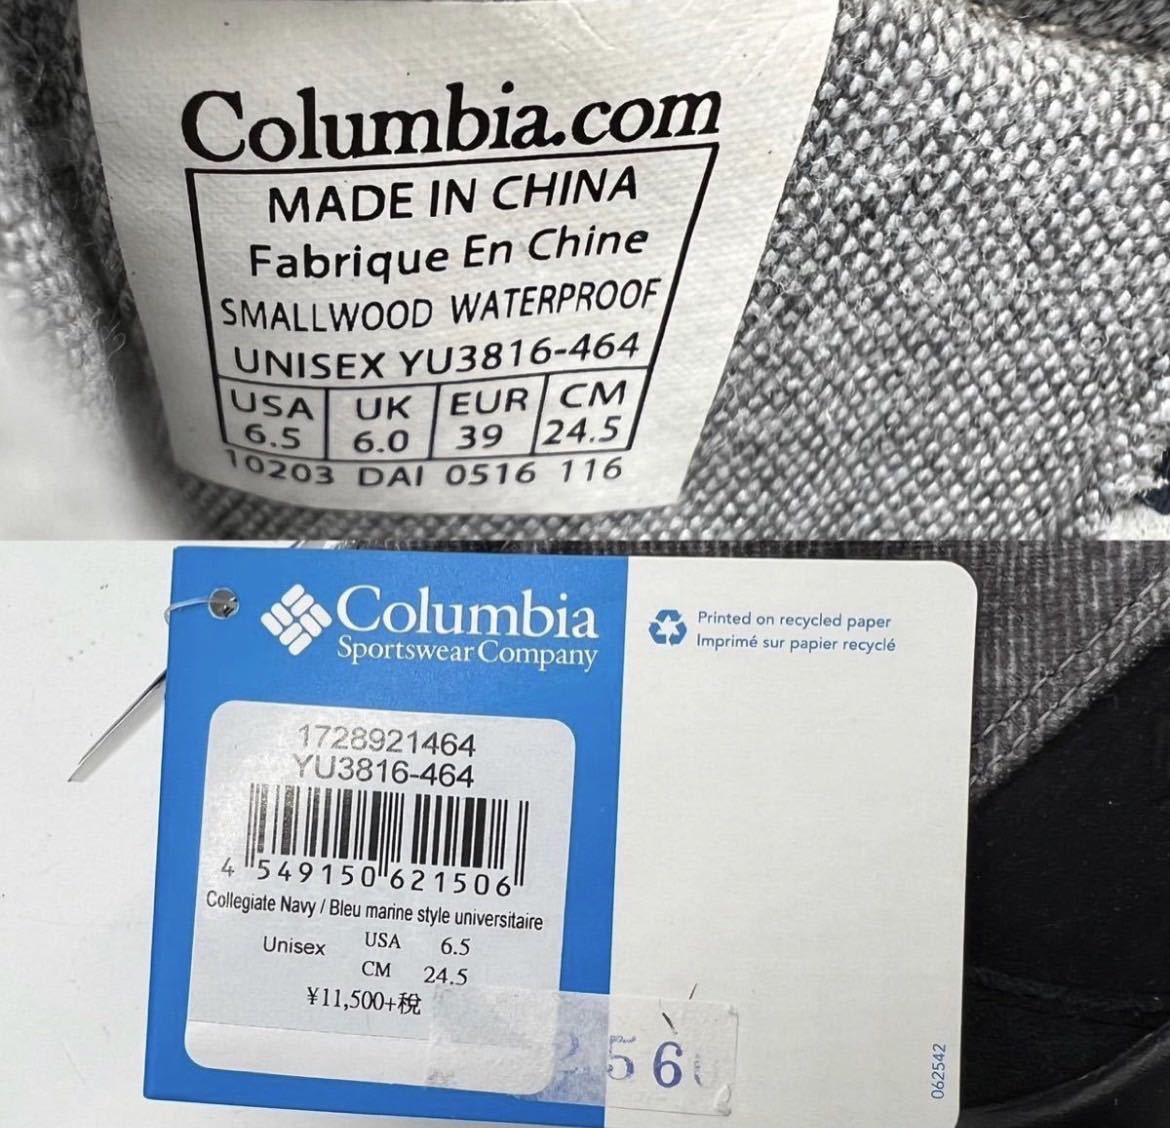 Columbia.com
MADE IN CHINA
Fabrique En Chine
SMALLWOOD WATERPROOF
UNISEX YU3816-464
USA UK EUR CM
6.5 6.0 39 24.5
10203 DAI 0516 116
Columbia
Sportswear Company
Printed on recycled paper
Imprimé sur papier recyclé
1728921464
YU3816-464
4 549150 621506
Collegiate Navy / Bleu marine style universitaire
Unisex USA 6.5
CM 24.5
¥11,500+税
256
062542